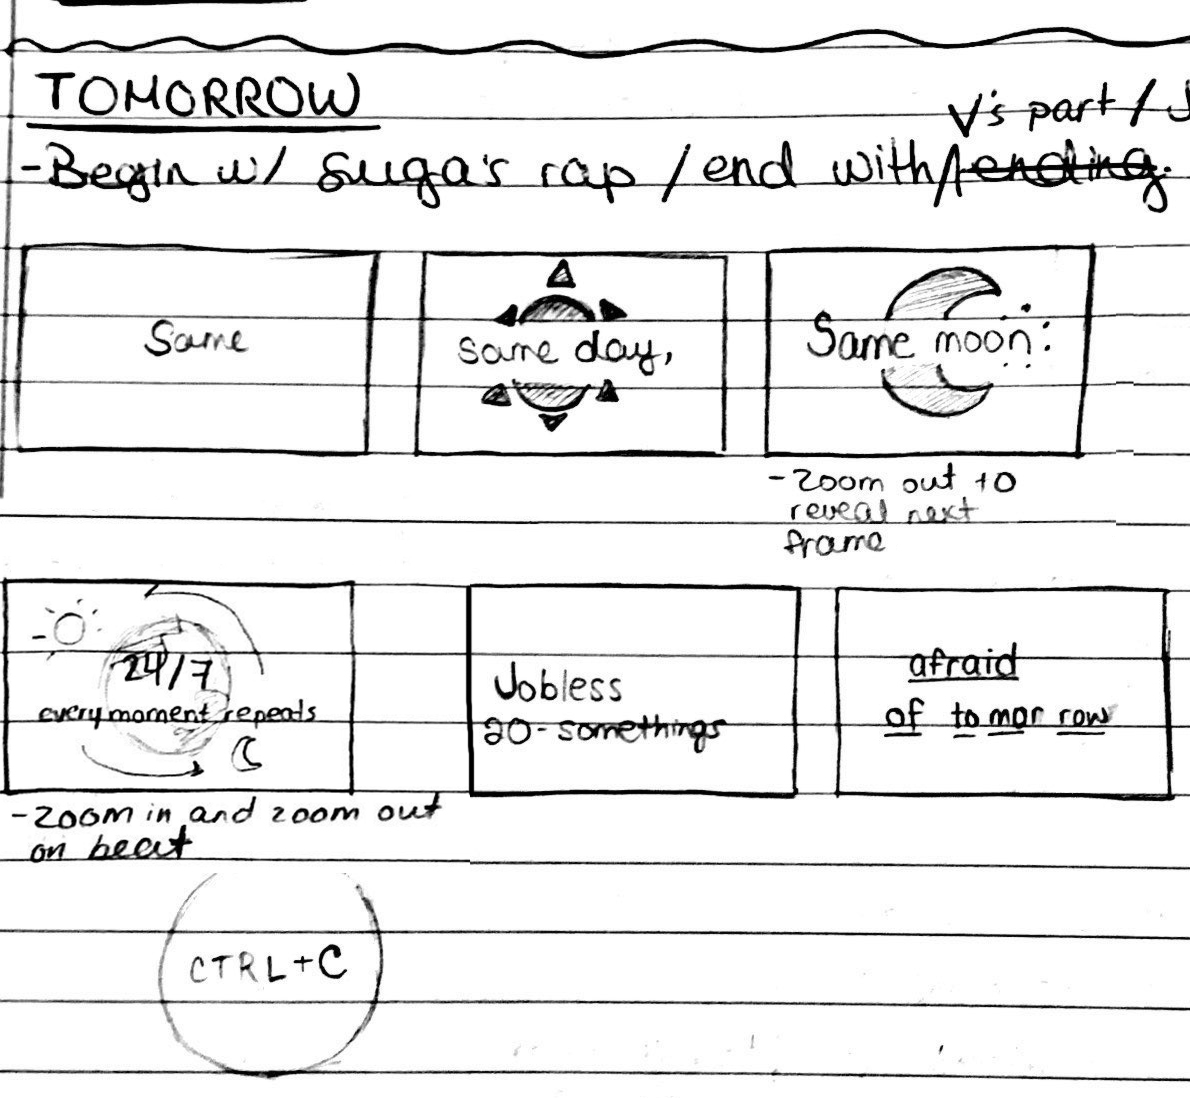 TOMORROW
V's part / J
-Begin w/ Suga's rap / end with/ ending.
Same
same day,
Same moon:
-Zoom out to
reveal next
frame
24/7
every moment repeats
Jobless
20-somethings
afraid
of to mor row
-Zoom in and zoom out
on beat
CTRL+C